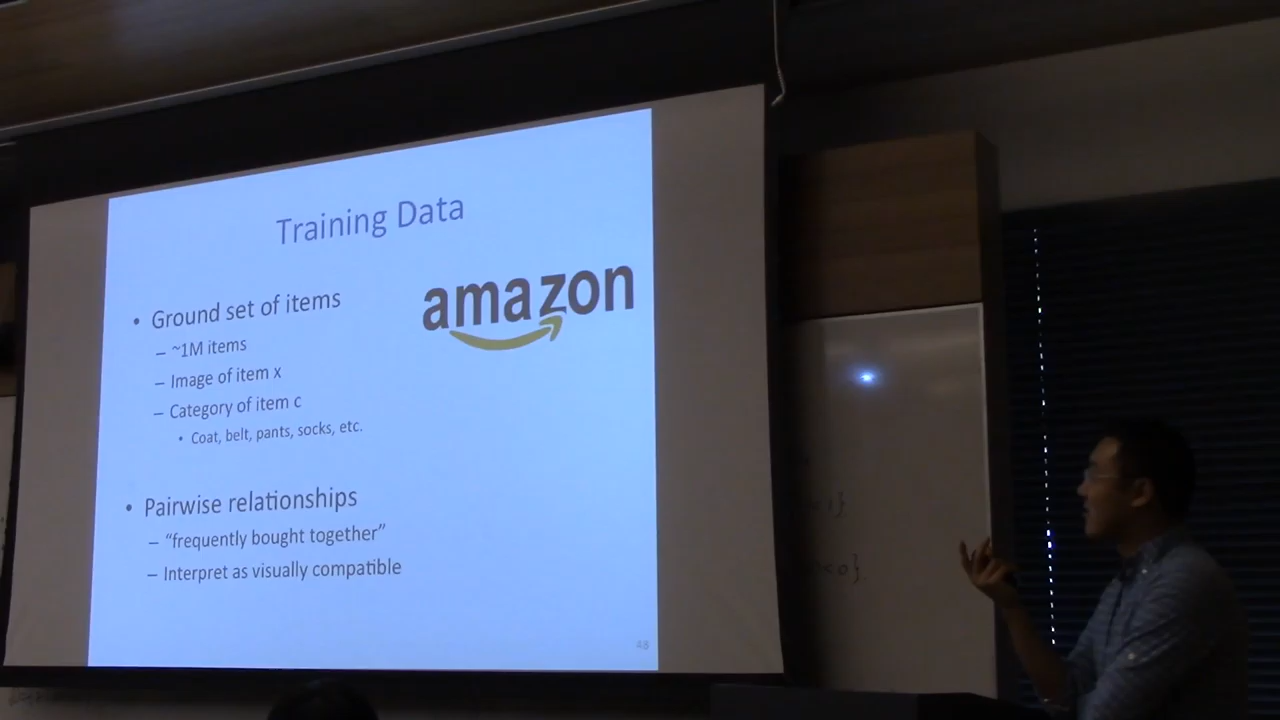 Training Data
amazon
• Ground set of items
– ~1M items
– Image of item x
– Category of item c
• Coat, belt, pants, socks, etc.
• Pairwise relationships
– “frequently bought together”
– Interpret as visually compatible
48